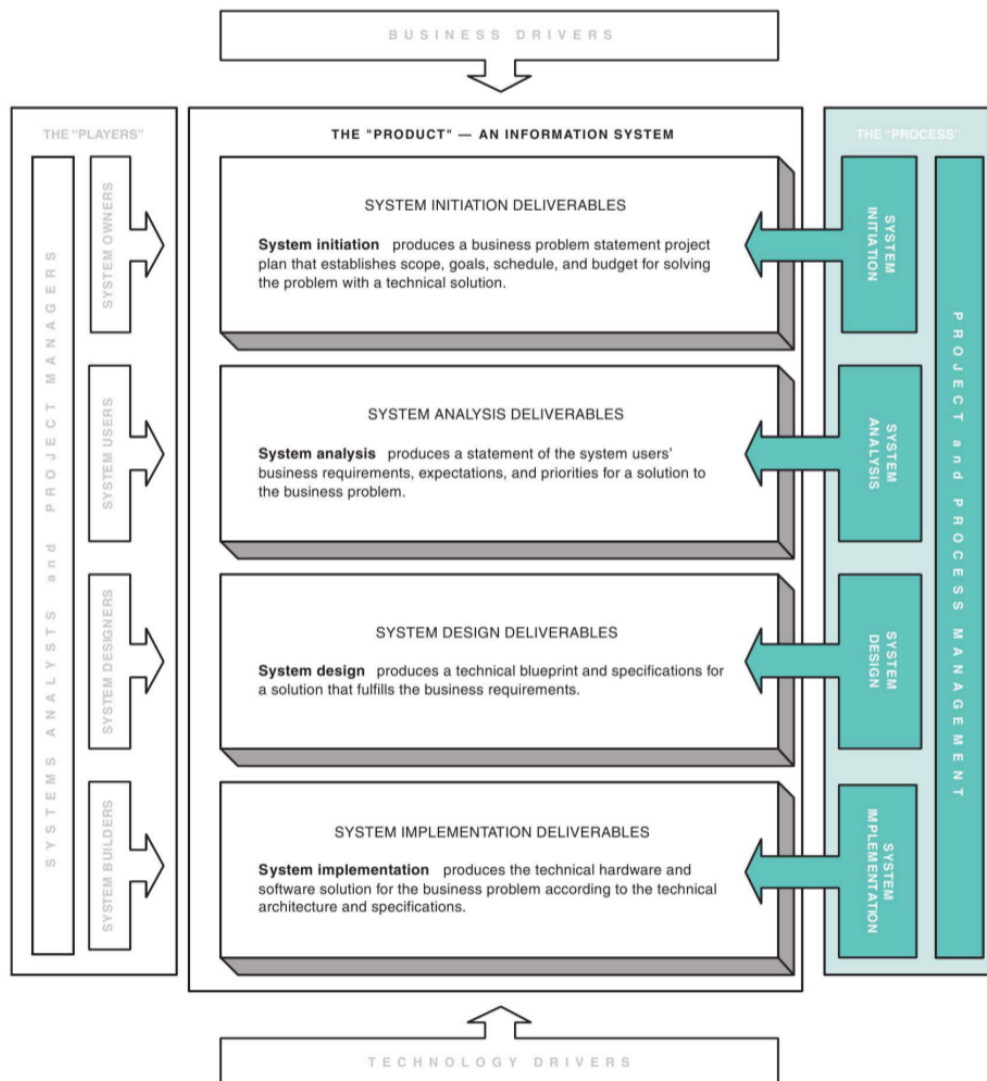 BUSINESS DRIVERS
THE "PLAYERS"
SYSTEMS ANALYSTS and PROJECT MANAGERS
SYSTEM OWNERS
SYSTEM USERS
SYSTEM DESIGNERS
SYSTEM BUILDERS
THE "PRODUCT" — AN INFORMATION SYSTEM
SYSTEM INITIATION DELIVERABLES
System initiation produces a business problem statement project
plan that establishes scope, goals, schedule, and budget for solving
the problem with a technical solution.
SYSTEM ANALYSIS DELIVERABLES
System analysis produces a statement of the system users'
business requirements, expectations, and priorities for a solution to
the business problem.
SYSTEM DESIGN DELIVERABLES
System design produces a technical blueprint and specifications for
a solution that fulfills the business requirements.
SYSTEM IMPLEMENTATION DELIVERABLES
System implementation produces the technical hardware and
software solution for the business problem according to the technical
architecture and specifications.
THE "PROCESS"
SYSTEM
INITIATION
SYSTEM
ANALYSIS
SYSTEM
DESIGN
SYSTEM
IMPLEMENTATION
PROJECT and PROCESS MANAGEMENT
TECHNOLOGY DRIVERS